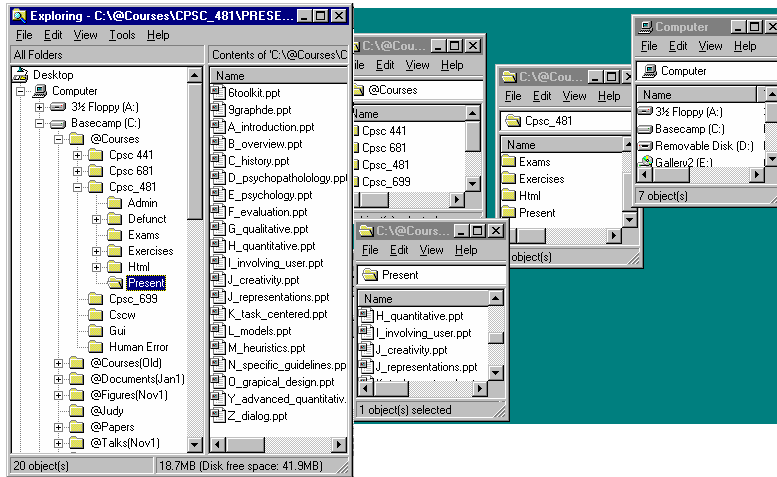 Exploring - C:\@Courses\CPSC_481\PRESE...
File Edit View Tools Help
All Folders
Contents of 'C:\@Courses\C
Desktop
Computer
3½ Floppy (A:)
Basecamp (C:)
@Courses
Cpsc 441
Cpsc 681
Cpsc_481
Admin
Defunct
Exams
Exercises
Html
Present
Cpsc_699
Cscw
Gui
Human Error
@Courses(Old)
@Documents(Jan1)
@Figures(Nov1)
@Judy
@Papers
@Talks(Nov1)
Name
6toolkit.ppt
9graphde.ppt
A_introduction.ppt
B_overview.ppt
C_history.ppt
D_psychopathology.ppt
E_psychology.ppt
F_evaluation.ppt
G_qualitative.ppt
H_quantitative.ppt
I_involving_user.ppt
J_creativity.ppt
J_representations.ppt
K_task_centered.ppt
L_models.ppt
M_heuristics.ppt
N_specific_guidelines.pp
O_grapical_design.ppt
Y_advanced_quantitativ.
Z_dialog.ppt
20 object(s)
18.7MB (Disk free space: 41.9MB)
C:\@Cou...
File Edit View Help
@Courses
Name
Cpsc 441
Cpsc 681
Cpsc_481
Cpsc_699
object(s) selected
C:\@Cours...
File Edit View Help
Present
Name
H_quantitative.ppt
I_involving_user.ppt
J_creativity.ppt
J_representations.ppt
1 object(s) selected
C:\@Cou...
File Edit View Help
Cpsc_481
Name
Exams
Exercises
Html
Present
object(s)
Computer
File Edit View Help
Computer
Name
3½ Floppy (A:)
Basecamp (C:)
Removable Disk (D:)
Gallery2 (E:)
7 object(s)